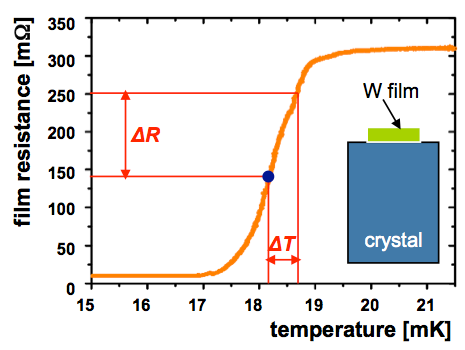 film resistance [mΩ]
350
300
250
200
150
100
50
0
ΔR
ΔT
W film
crystal
15 16 17 18 19 20 21
temperature [mK]